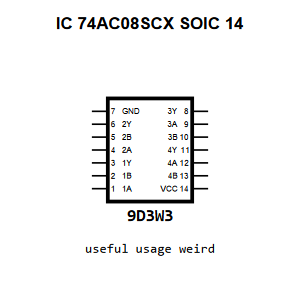 IC 74AC08SCX SOIC 14
7 GND 3Y 8
6 2Y 3A 9
5 2B 3B 10
4 2A 4Y 11
3 1Y 4A 12
2 1B 4B 13
1 1A VCC 14
9D3W3
useful usage weird